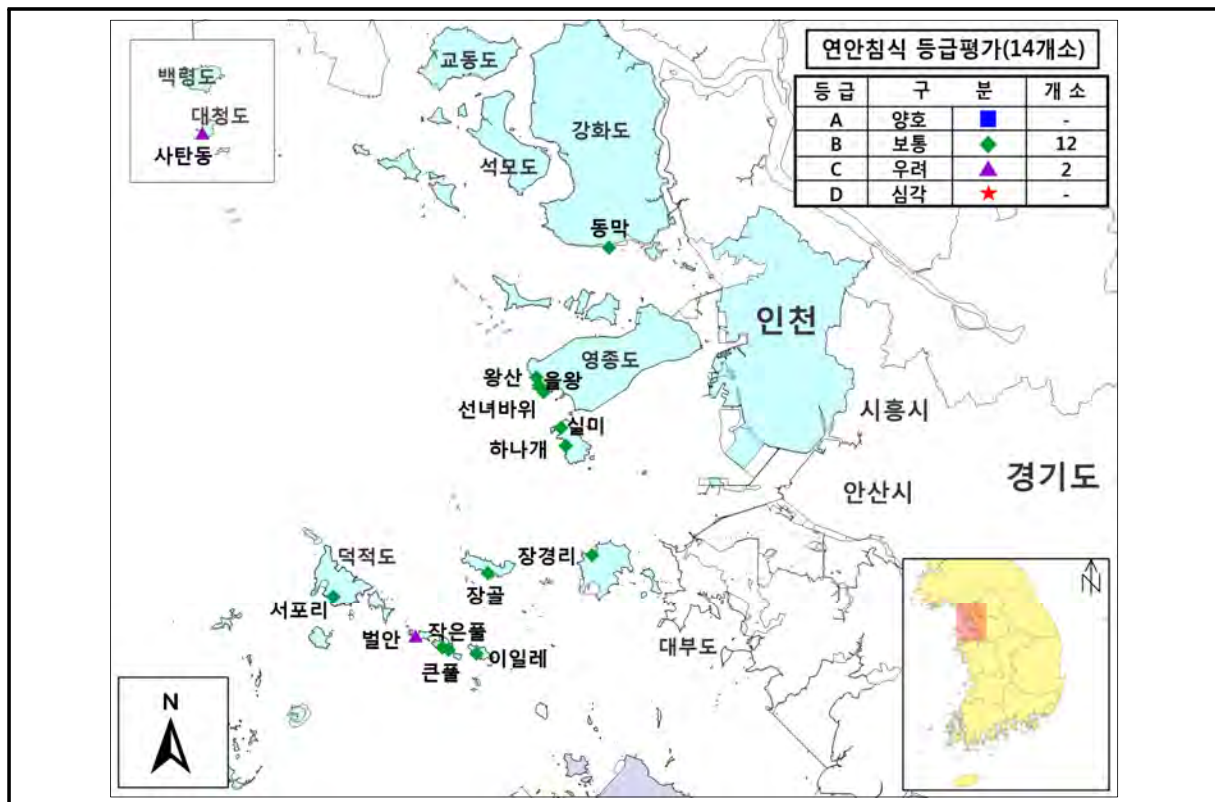 연안침식 등급평가(14개소)
등 급 구 분 개 소
A 양호 -
B 보통 12
C 우려 2
D 심각 -
백령도
대청도
사탄동
교동도
강화도
석모도
동막
인천
영종도
왕산 을왕
선녀바위
실미
하나개
시흥시
안산시
경기도
덕적도
장경리
장골
서포리
벌안 작은풀
큰풀 이일레
대부도
N
N